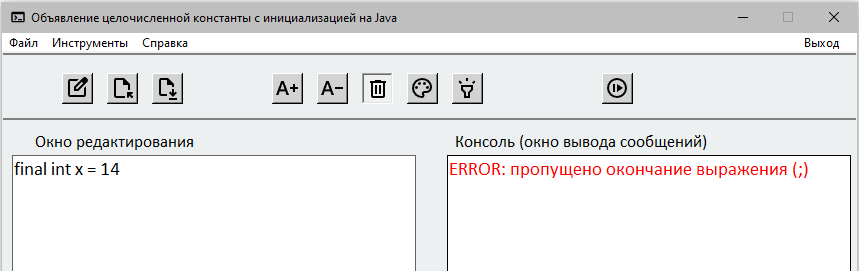 Объявление целочисленной константы с инициализацией на Java
Файл Инструменты Справка Выход
A+ A−
Окно редактирования
Консоль (окно вывода сообщений)
final int x = 14
ERROR: пропущено окончание выражения (;)